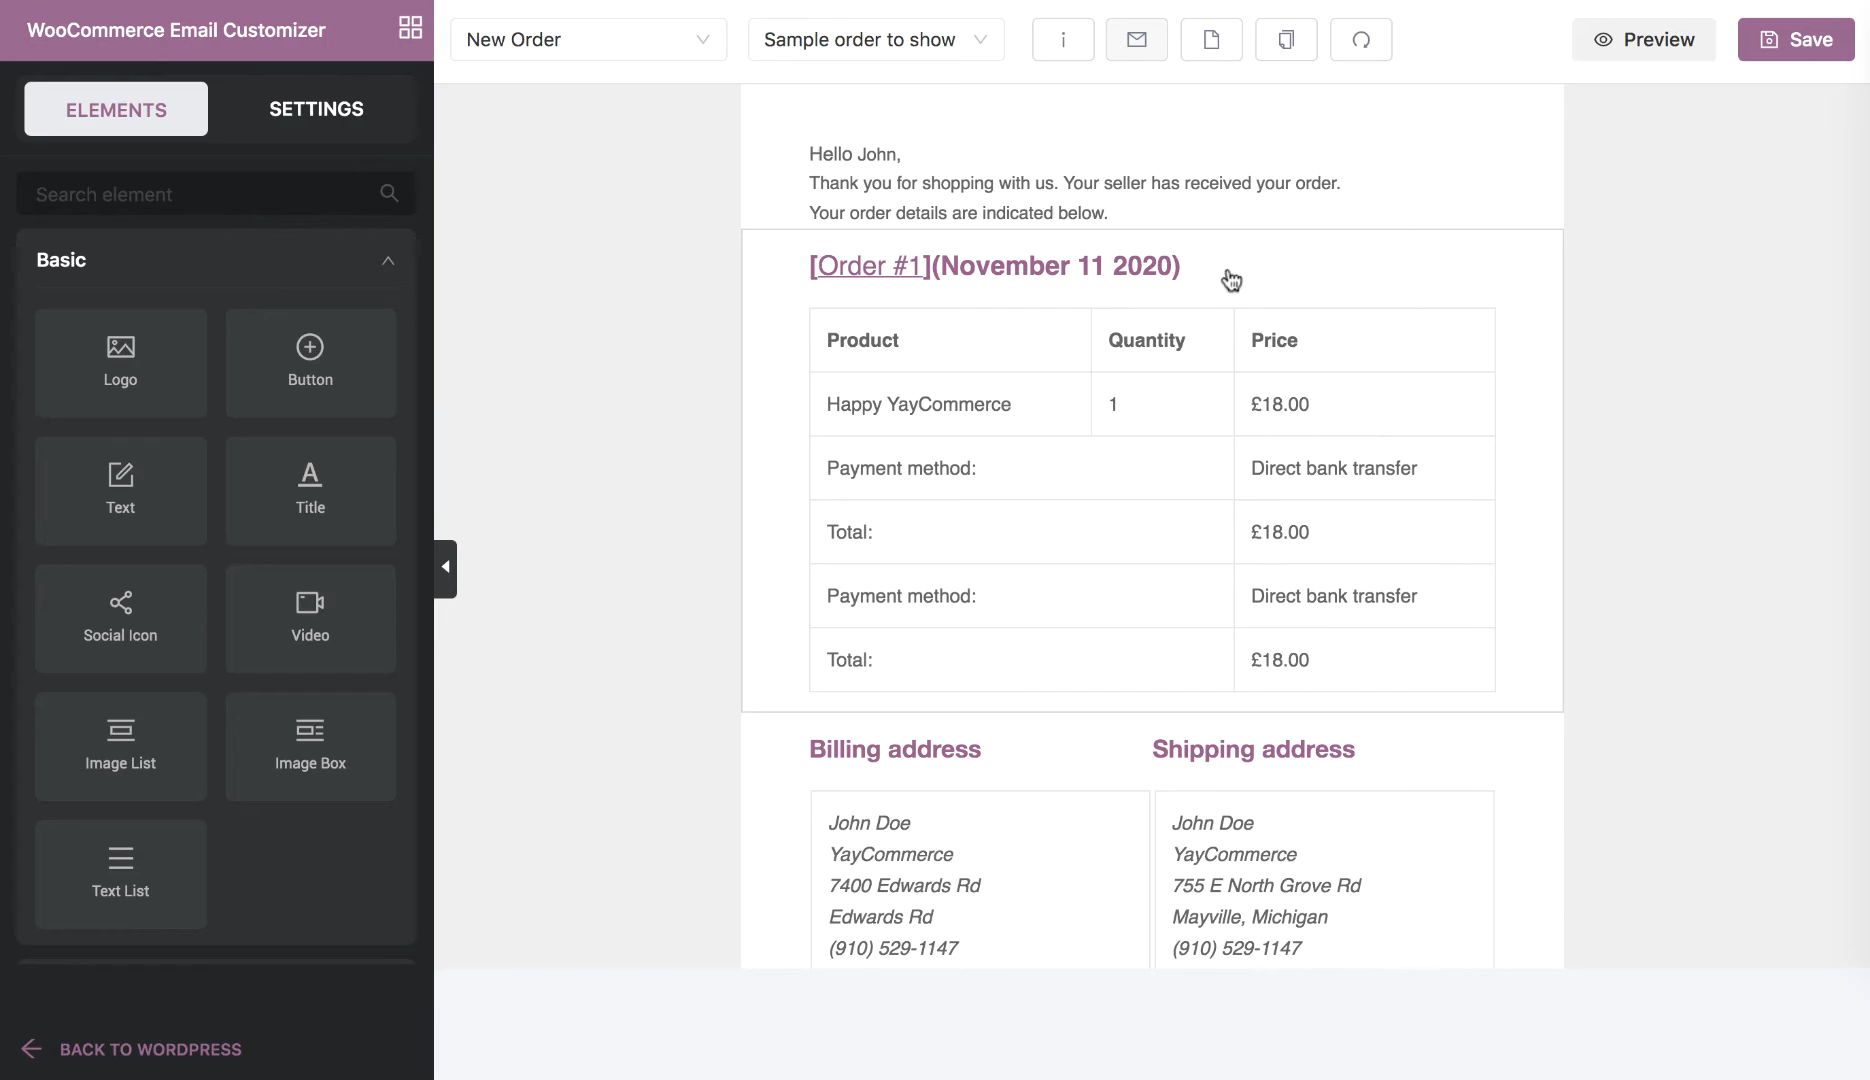 WooCommerce Email Customizer
New Order
Sample order to show
Preview
Save
ELEMENTS
SETTINGS
Search element
Basic
Logo
Button
Text
Title
Social Icon
Video
Image List
Image Box
Text List
BACK TO WORDPRESS
Hello John,
Thank you for shopping with us. Your seller has received your order.
Your order details are indicated below.
[Order #1](November 11 2020)
Product Quantity Price
Happy YayCommerce 1 £18.00
Payment method: Direct bank transfer
Total: £18.00
Payment method: Direct bank transfer
Total: £18.00
Billing address
John Doe
YayCommerce
7400 Edwards Rd
Edwards Rd
(910) 529-1147
Shipping address
John Doe
YayCommerce
755 E North Grove Rd
Mayville, Michigan
(910) 529-1147